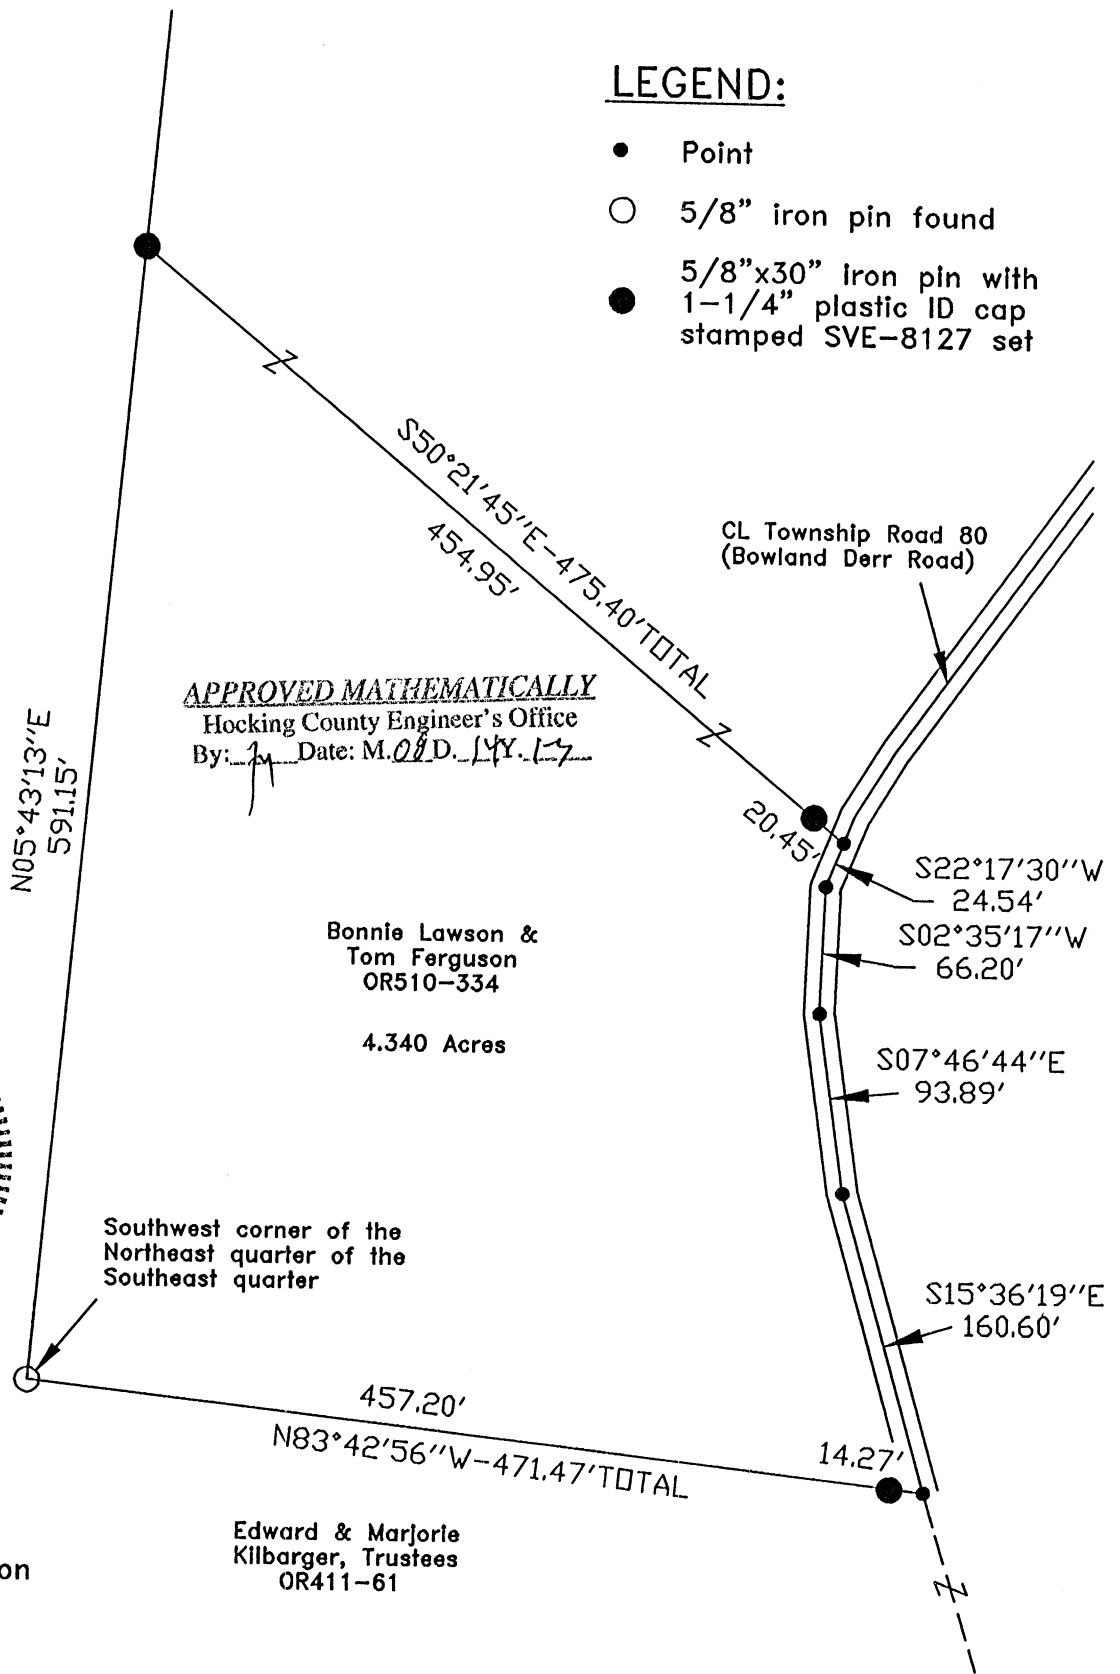 LEGEND:
Point
5/8” iron pin found
5/8”x30” iron pin with
1-1/4” plastic ID cap
stamped SVE-8127 set
S50°21'45''E-475.40'TOTAL
454.95'
CL Township Road 80
(Bowland Derr Road)
APPROVED MATHEMATICALLY
Hocking County Engineer's Office
By: Date: M.08 D.14 Y.
N05°43'13''E
591.15'
20.45'
S22°17'30''W
24.54'
S02°35'17''W
66.20'
Bonnie Lawson &
Tom Ferguson
OR510-334
4.340 Acres
S07°46'44''E
93.89'
Southwest corner of the
Northeast quarter of the
Southeast quarter
S15°36'19''E
160.60'
457.20'
N83°42'56''W-471.47'TOTAL
14.27'
Edward & Marjorie
Kilbarger, Trustees
OR411-61
on